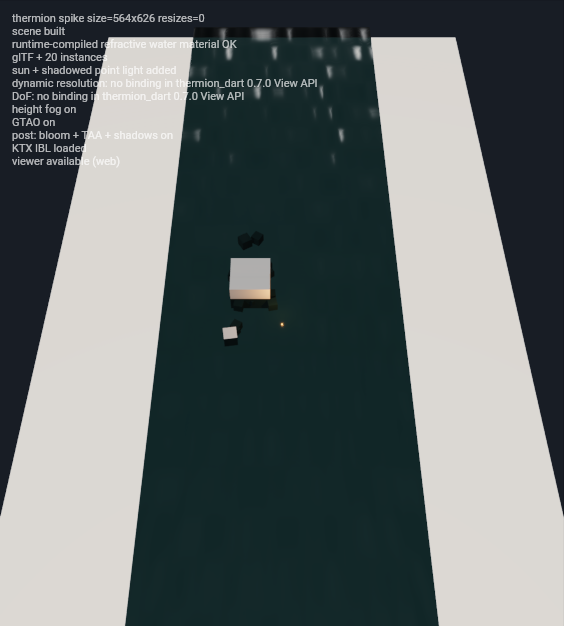 thermion spike size=564x626 resizes=0
scene built
runtime-compiled refractive water material OK
glTF + 20 instances
sun + shadowed point light added
dynamic resolution: no binding in thermion_dart 0.7.0 View API
DoF: no binding in thermion_dart 0.7.0 View API
height fog on
GTAO on
post: bloom + TAA + shadows on
KTX IBL loaded
viewer available (web)